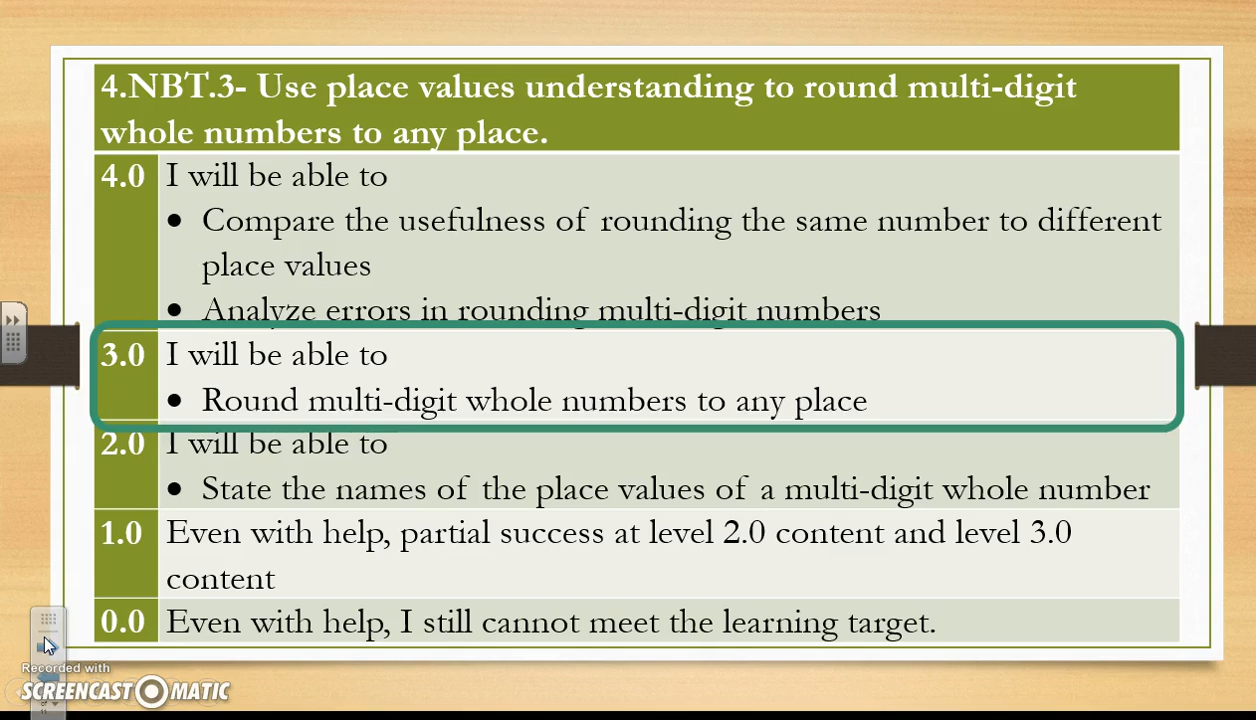 4.NBT.3- Use place values understanding to round multi-digit
whole numbers to any place.
4.0 I will be able to
• Compare the usefulness of rounding the same number to different
place values
• Analyze errors in rounding multi-digit numbers
3.0 I will be able to
• Round multi-digit whole numbers to any place
2.0 I will be able to
• State the names of the place values of a multi-digit whole number
1.0 Even with help, partial success at level 2.0 content and level 3.0
content
0.0 Even with help, I still cannot meet the learning target.
Recorded with
SCREENCAST MATIC
of
11